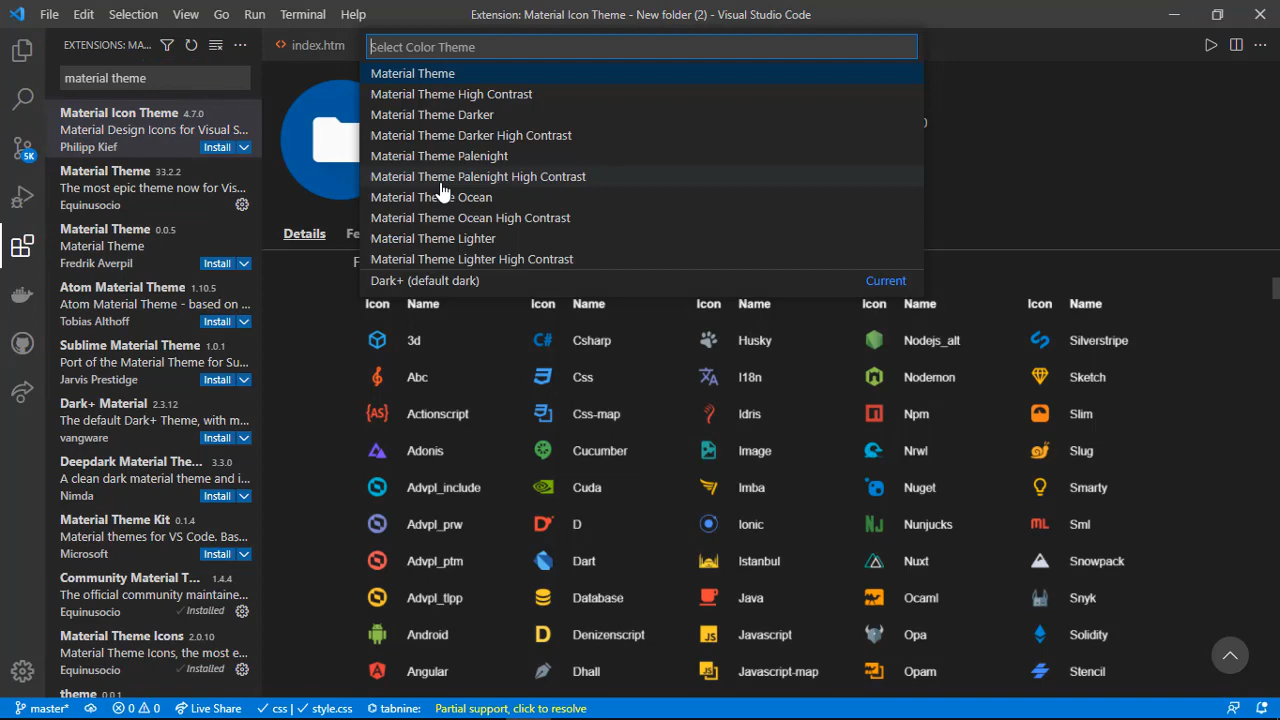 File Edit Selection View Go Run Terminal Help
Extension: Material Icon Theme - New folder (2) - Visual Studio Code
EXTENSIONS: MA...
index.htm
material theme
Select Color Theme
Material Theme
Material Theme High Contrast
Material Theme Darker
Material Theme Darker High Contrast
Material Theme Palenight
Material Theme Palenight High Contrast
Material Theme Ocean
Material Theme Ocean High Contrast
Material Theme Lighter
Material Theme Lighter High Contrast
Dark+ (default dark) Current
5K
Material Icon Theme 4.7.0
Material Design Icons for Visual S...
Philipp Kief Install
Material Theme 33.2.2
The most epic theme now for Vis...
Equinusocio
Material Theme 0.0.5
Material Theme
Fredrik Averpil Install
Atom Material Theme 1.10.5
Atom Material Theme - based on ...
Tobias Althoff Install
Sublime Material Theme 1.0.1
Port of the Material Theme for Su...
Jarvis Prestidge Install
Dark+ Material 2.3.12
The default Dark+ Theme, with m...
vangware Install
Deepdark Material The... 3.3.0
A clean dark material theme and i...
Nimda Install
Material Theme Kit 0.1.4
Material themes for VS Code. Bas...
Microsoft Install
Community Material T... 1.4.4
The official community maintaine...
Equinusocio Installed
Material Theme Icons 2.0.10
Material Theme Icons, the most e...
Equinusocio Installed
theme 0.0.1
Details Fe
Icon Name Icon Name Icon Name Icon Name Icon Name
3d C# Csharp Husky Nodejs_alt Silverstripe
Abc Css I18n Nodemon Sketch
{AS} Actionscript Css-map Idris Npm Slim
Adonis Cucumber Image Nrwl Slug
Advpl_include Cuda Imba Nuget Smarty
Advpl_prw D D Ionic NJ Nunjucks ML Sml
Advpl_ptm Dart Istanbul Nuxt Snowpack
Advpl_tlpp Database Java Ocaml Snyk
Android D Denizenscript JS Javascript Opa Solidity
Angular Dhall JS Javascript-map Opam Stencil
master* 0 0 Live Share css style.css tabnine: Partial support, click to resolve